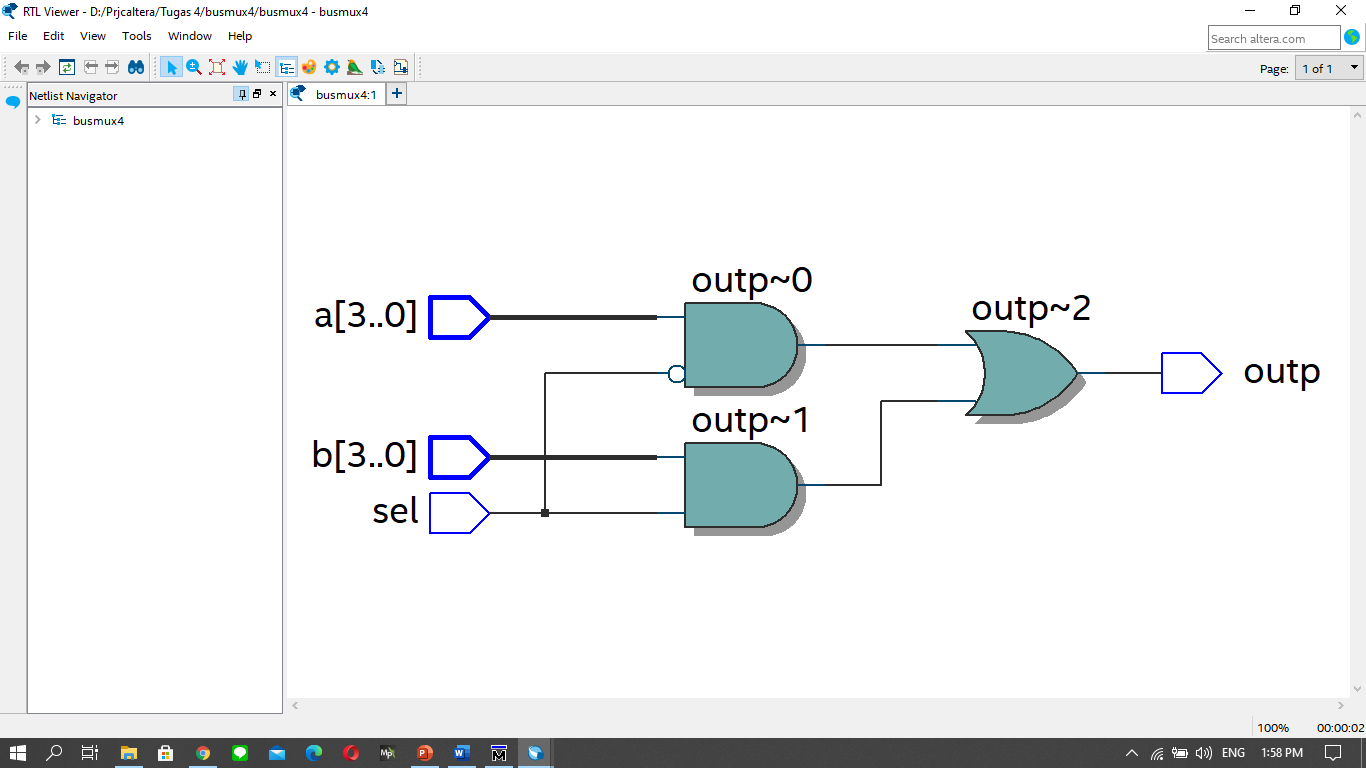 RTL Viewer - D:/Prjcaltera/Tugas 4/busmux4/busmux4 - busmux4
File Edit View Tools Window Help
Search altera.com
Page: 1 of 1
Netlist Navigator
busmux4:1
busmux4
outp~0
a[3..0]
outp~2
outp
outp~1
b[3..0]
sel
100% 00:00:02
ENG 1:58 PM